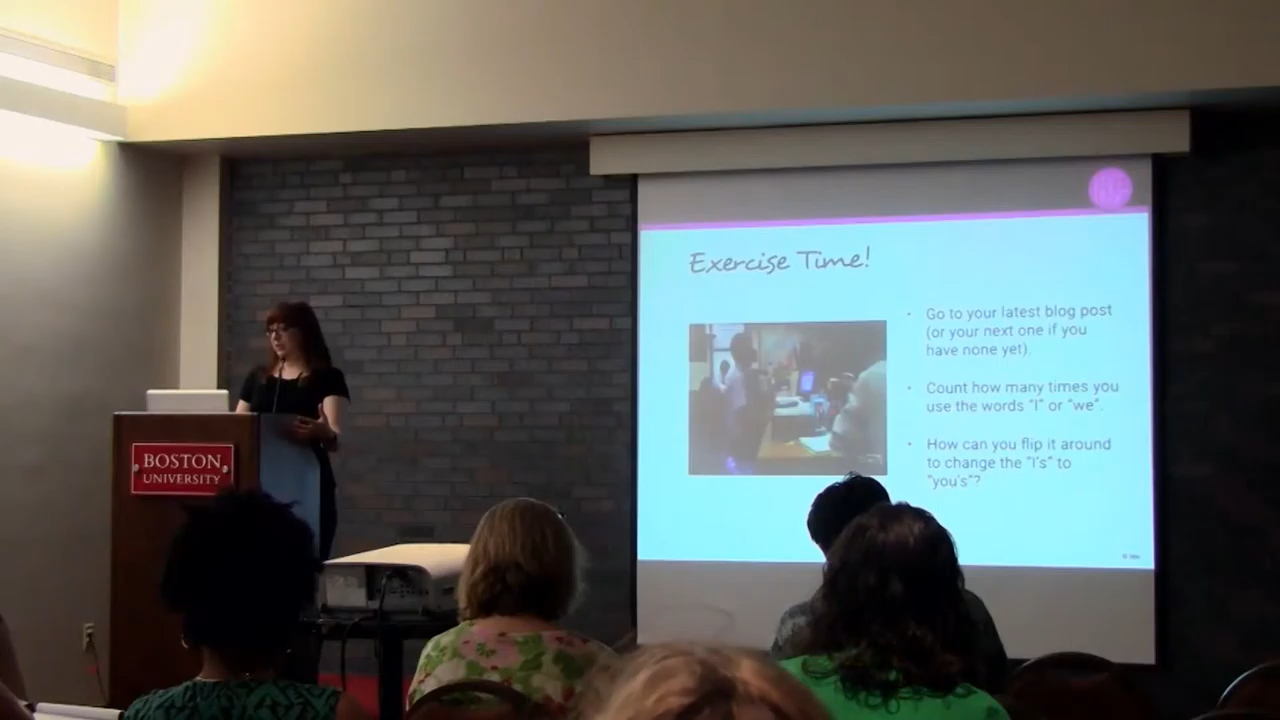 Exercise Time!
Go to your latest blog post
(or your next one if you
have none yet).
Count how many times you
use the words "I" or "we".
How can you flip it around
to change the "I's" to
"you's"?
BOSTON
UNIVERSITY